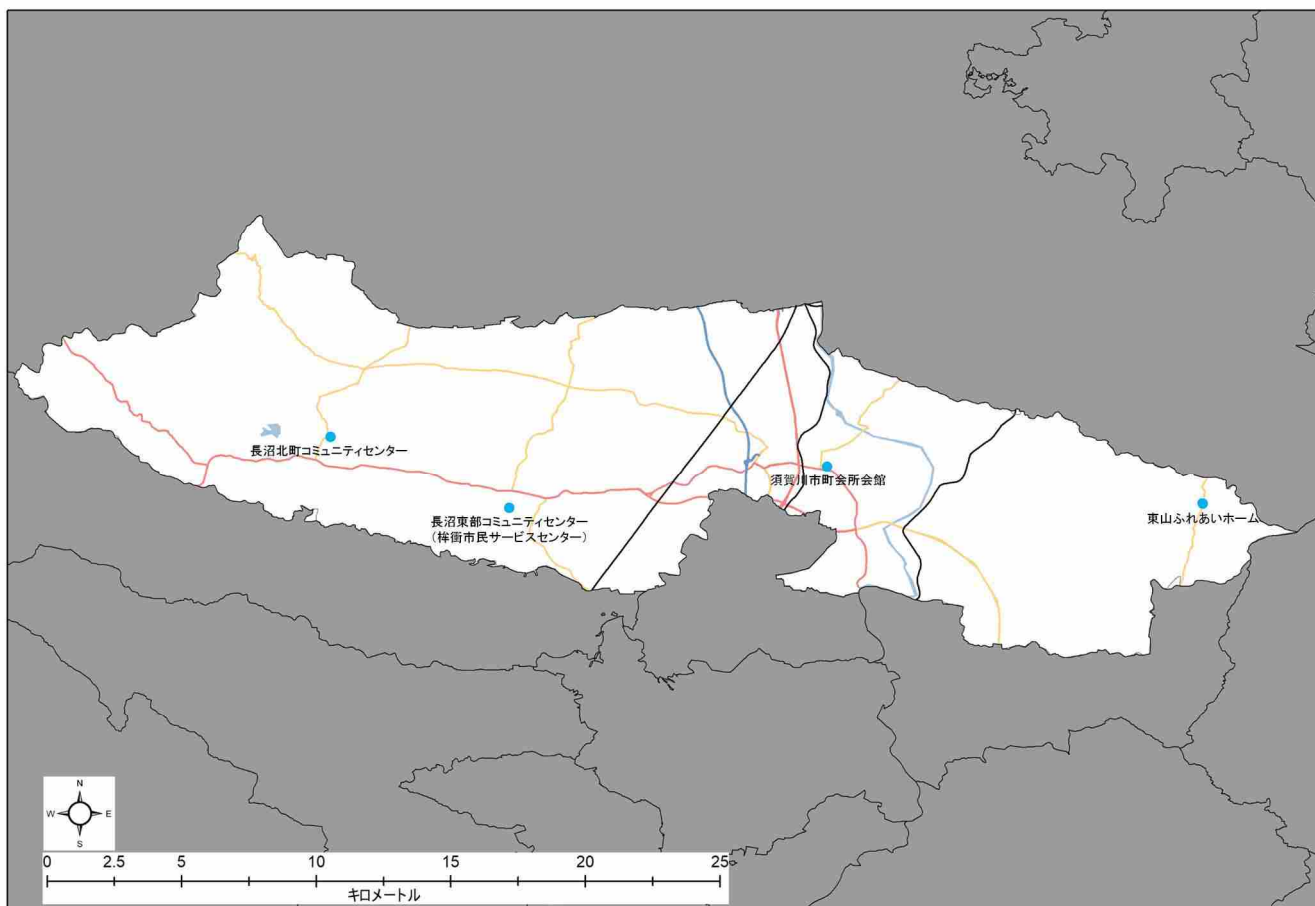 長沼北町コミュニティセンター
須賀川市町会所会館
長沼東部コミュニティセンター
(桙衝市民サービスセンター)
東山ふれあいホーム
N
W E
S
0 2.5 5 10 15 20 25
キロメートル